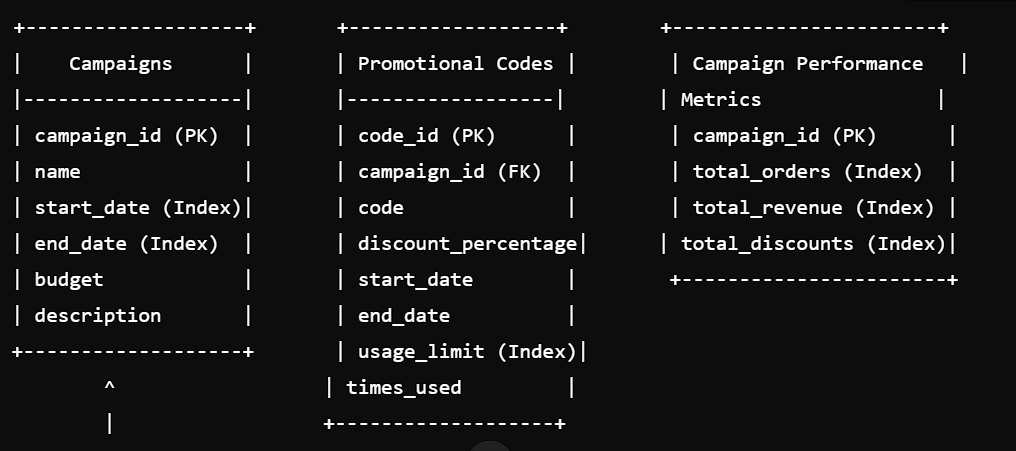 +-------------------+       +------------------+        +-----------------------+
|    Campaigns      |       | Promotional Codes |        | Campaign Performance   |
|-------------------|       |------------------|        | Metrics               |
| campaign_id (PK)  |       | code_id (PK)      |        | campaign_id (PK)      |
| name              |       | campaign_id (FK)  |        | total_orders (Index)  |
| start_date (Index)|       | code              |        | total_revenue (Index) |
| end_date (Index)  |       | discount_percentage|      | total_discounts (Index)|
| budget            |       | start_date        |        +-----------------------+
| description       |       | end_date          |
+-------------------+       | usage_limit (Index)|
        ^                  | times_used         |
        |                  +-------------------+